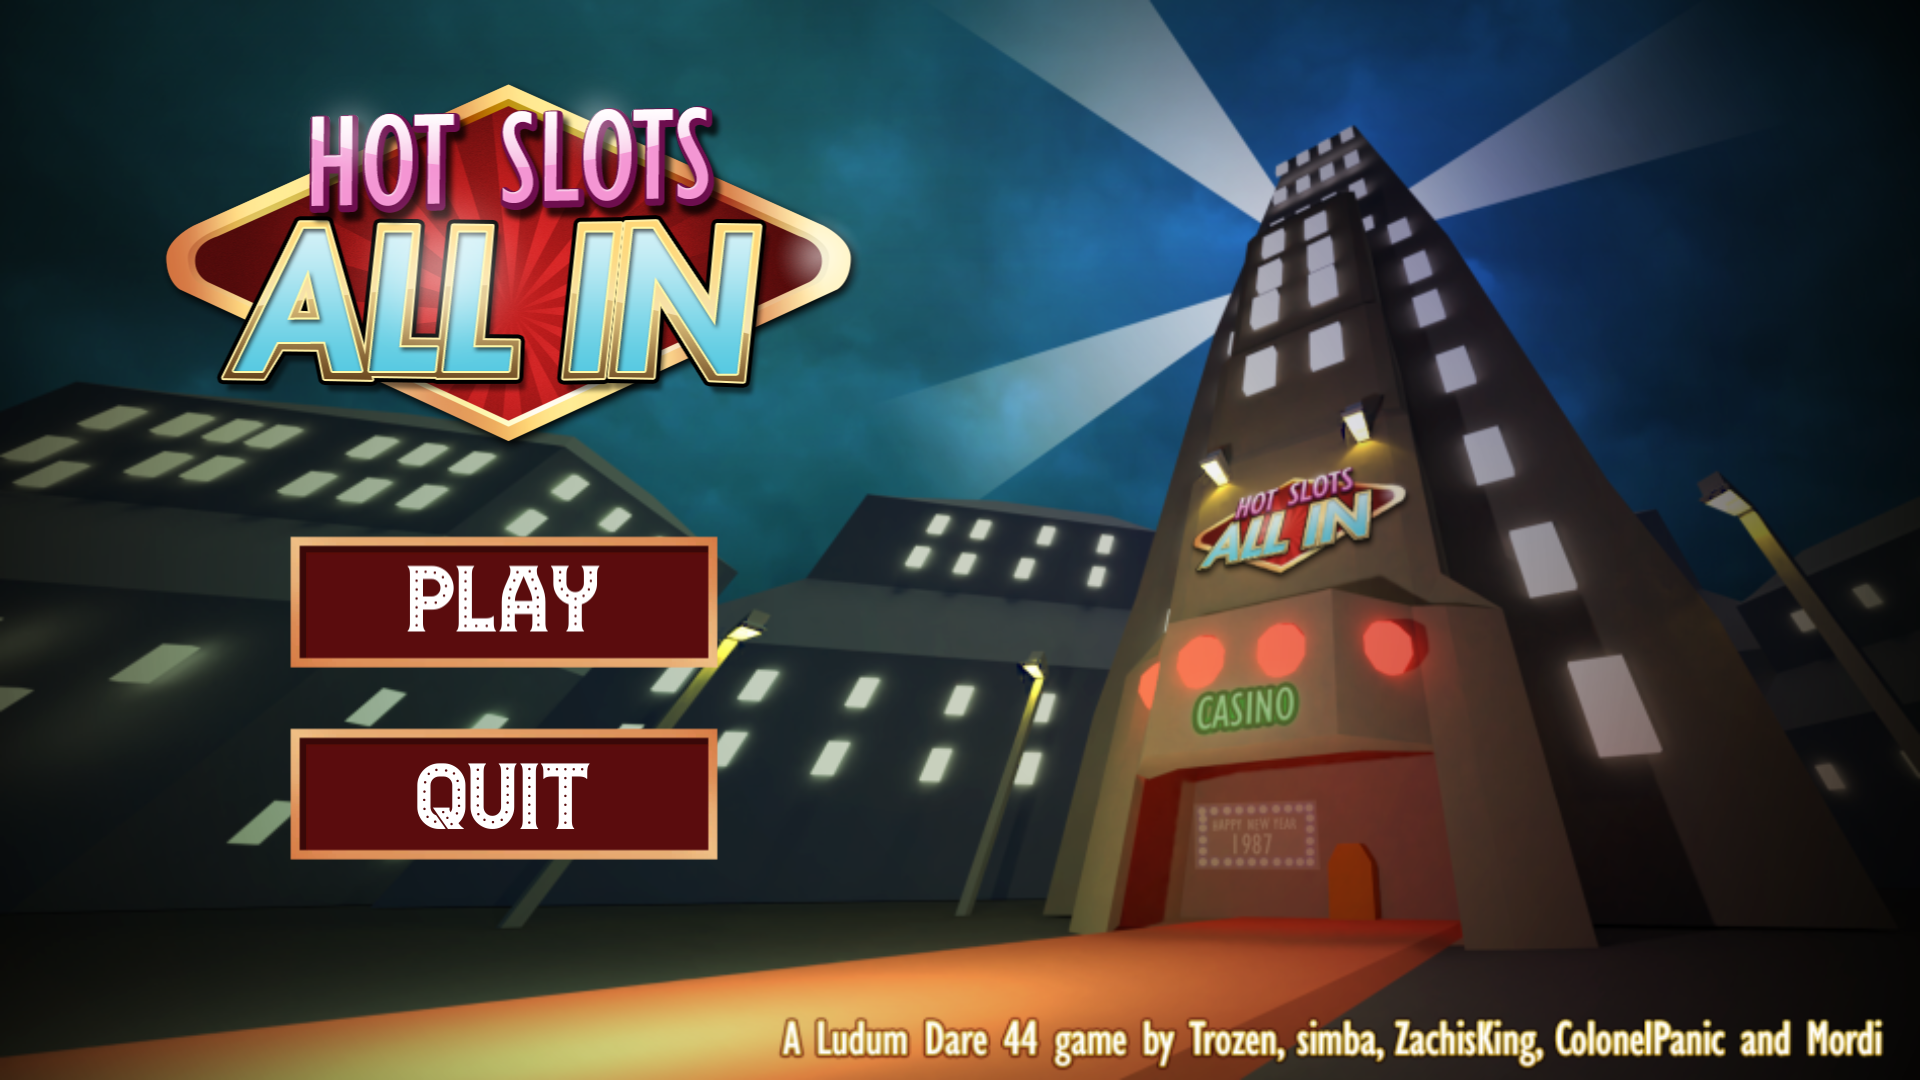 HOT SLOTS
ALL IN
HOT SLOTS
ALL IN
PLAY
CASINO
QUIT
HAPPY NEW YEAR
1987
A Ludum Dare 44 game by Trozen, simba, ZachisKing, ColonelPanic and Mordi